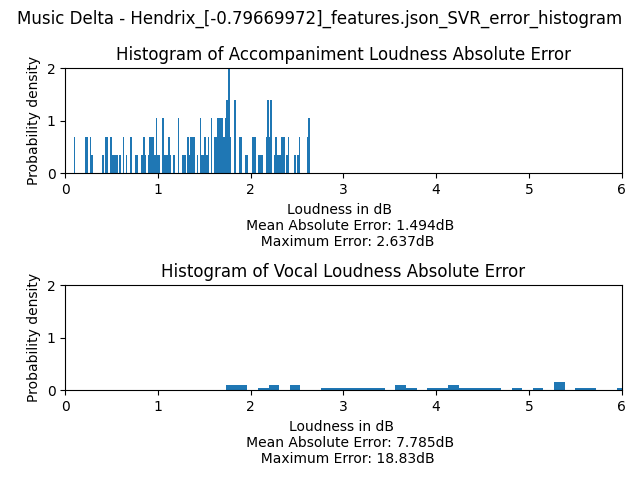 Music Delta - Hendrix_[-0.79669972]_features.json_SVR_error_histogram
Histogram of Accompaniment Loudness Absolute Error
Probability density
2
1
0
0 1 2 3 4 5 6
Loudness in dB
Mean Absolute Error: 1.494dB
Maximum Error: 2.637dB
Histogram of Vocal Loudness Absolute Error
Probability density
2
1
0
0 1 2 3 4 5 6
Loudness in dB
Mean Absolute Error: 7.785dB
Maximum Error: 18.83dB